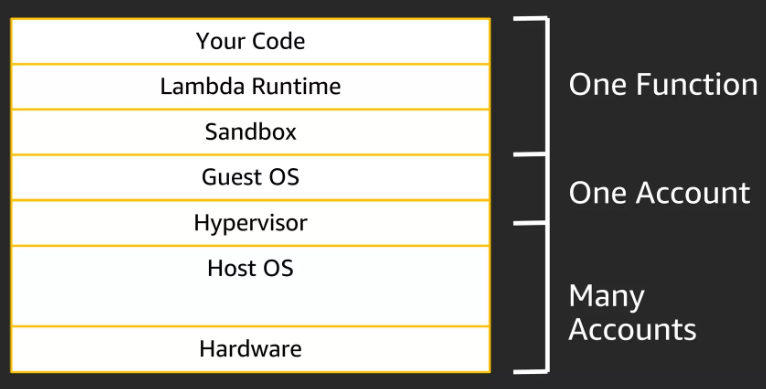 Your Code
Lambda Runtime
Sandbox
Guest OS
Hypervisor
Host OS
Hardware
One Function
One Account
Many
Accounts